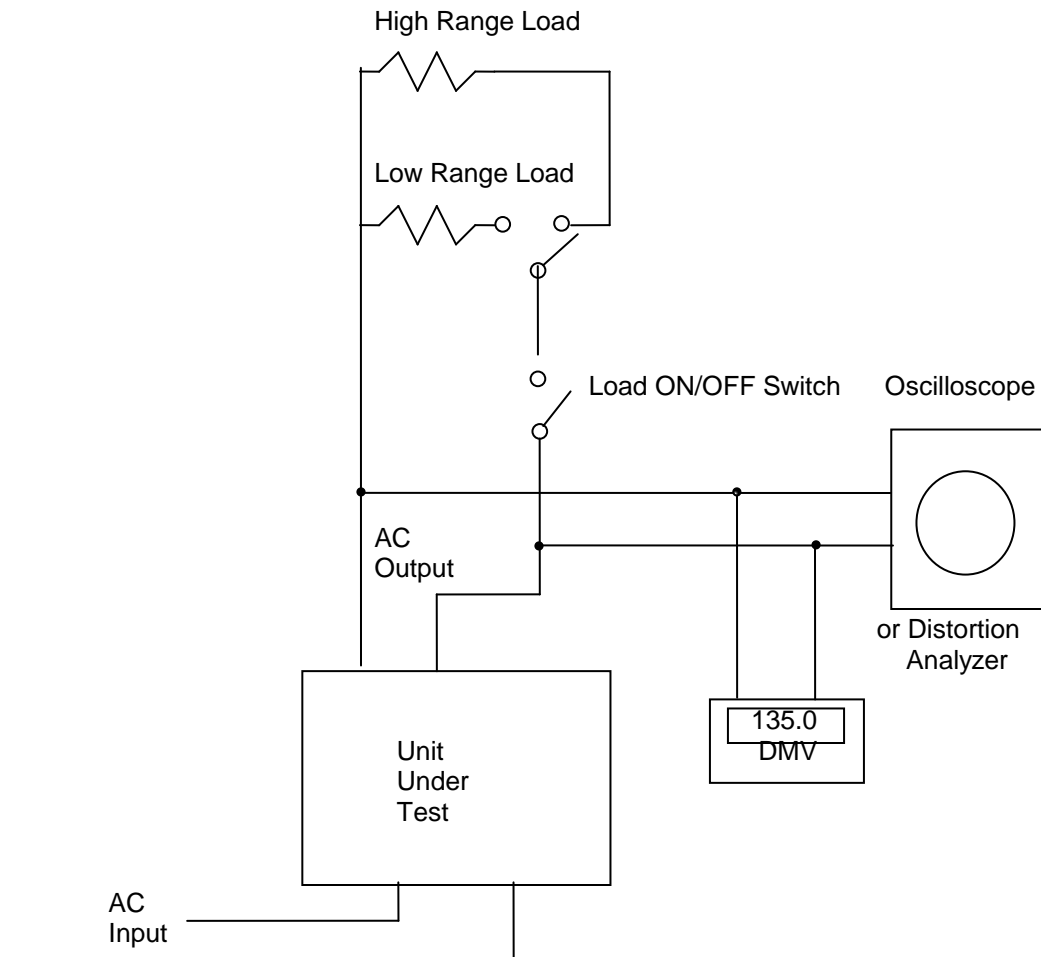 High Range Load
Low Range Load
Load ON/OFF Switch
Oscilloscope
AC
Output
or Distortion
Analyzer
135.0
DMV
Unit
Under
Test
AC
Input